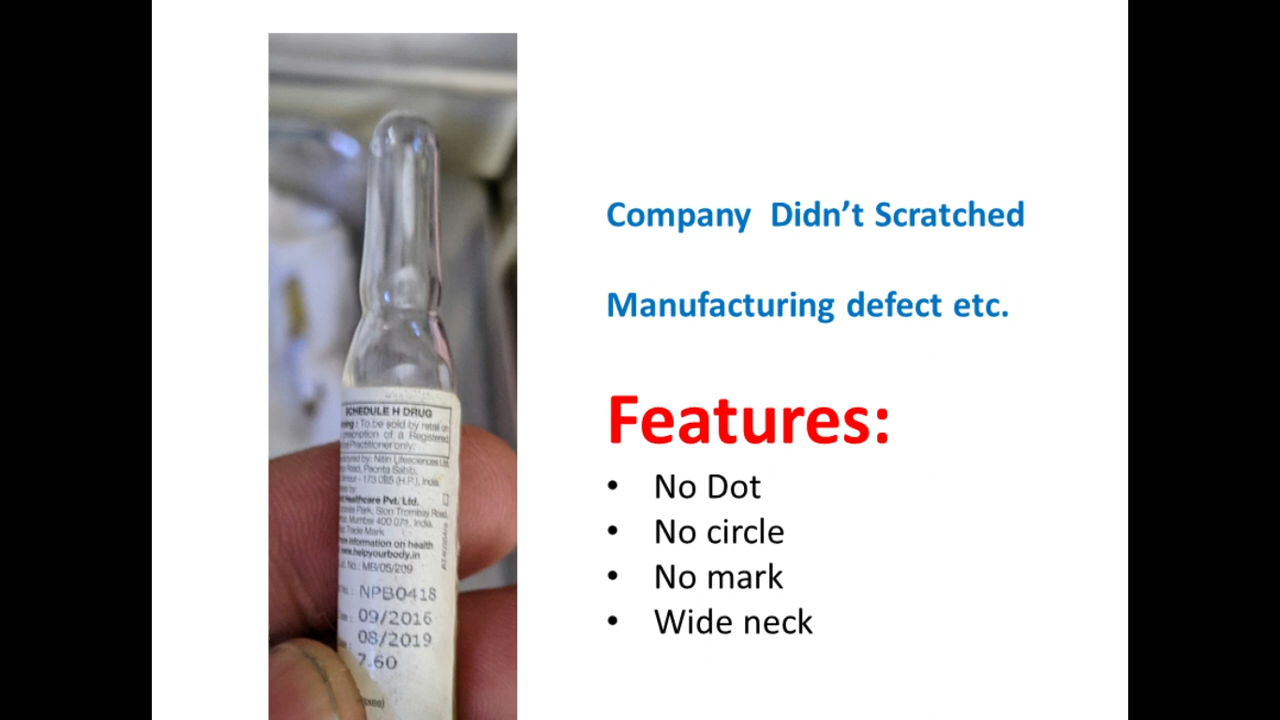 Company Didn’t Scratched
Manufacturing defect etc.
Features:
• No Dot
• No circle
• No mark
• Wide neck
SCHEDULE H DRUG
To be sold by retail on
of a Registered
Practitioner only.
by: Nitin Lifesciences Ltd.
Road, Paonta Sahib,
- 173 025 (H.P.), India.
Healthcare Pvt. Ltd.
Park, Sion Trombay Road,
Mumbai 400 071. India.
Trade Mark
information on health
www.helpyourbody.in
No.: MB/05/209
NPB0418
09/2016
08/2019
7.60